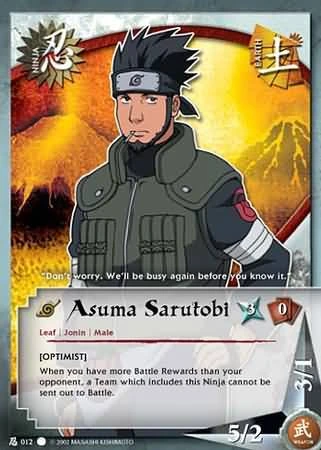 忍
NINJA
EARTH
土
"Don't worry. We'll be busy again before you know it."
Asuma Sarutobi
3
0
Leaf | Jonin | Male
[OPTIMIST]
When you have more Battle Rewards than your
opponent, a Team which includes this Ninja cannot be
sent out to Battle.
3/1
5/2
武
WEAPON
忍 012 © 2002 MASASHI KISHIMOTO